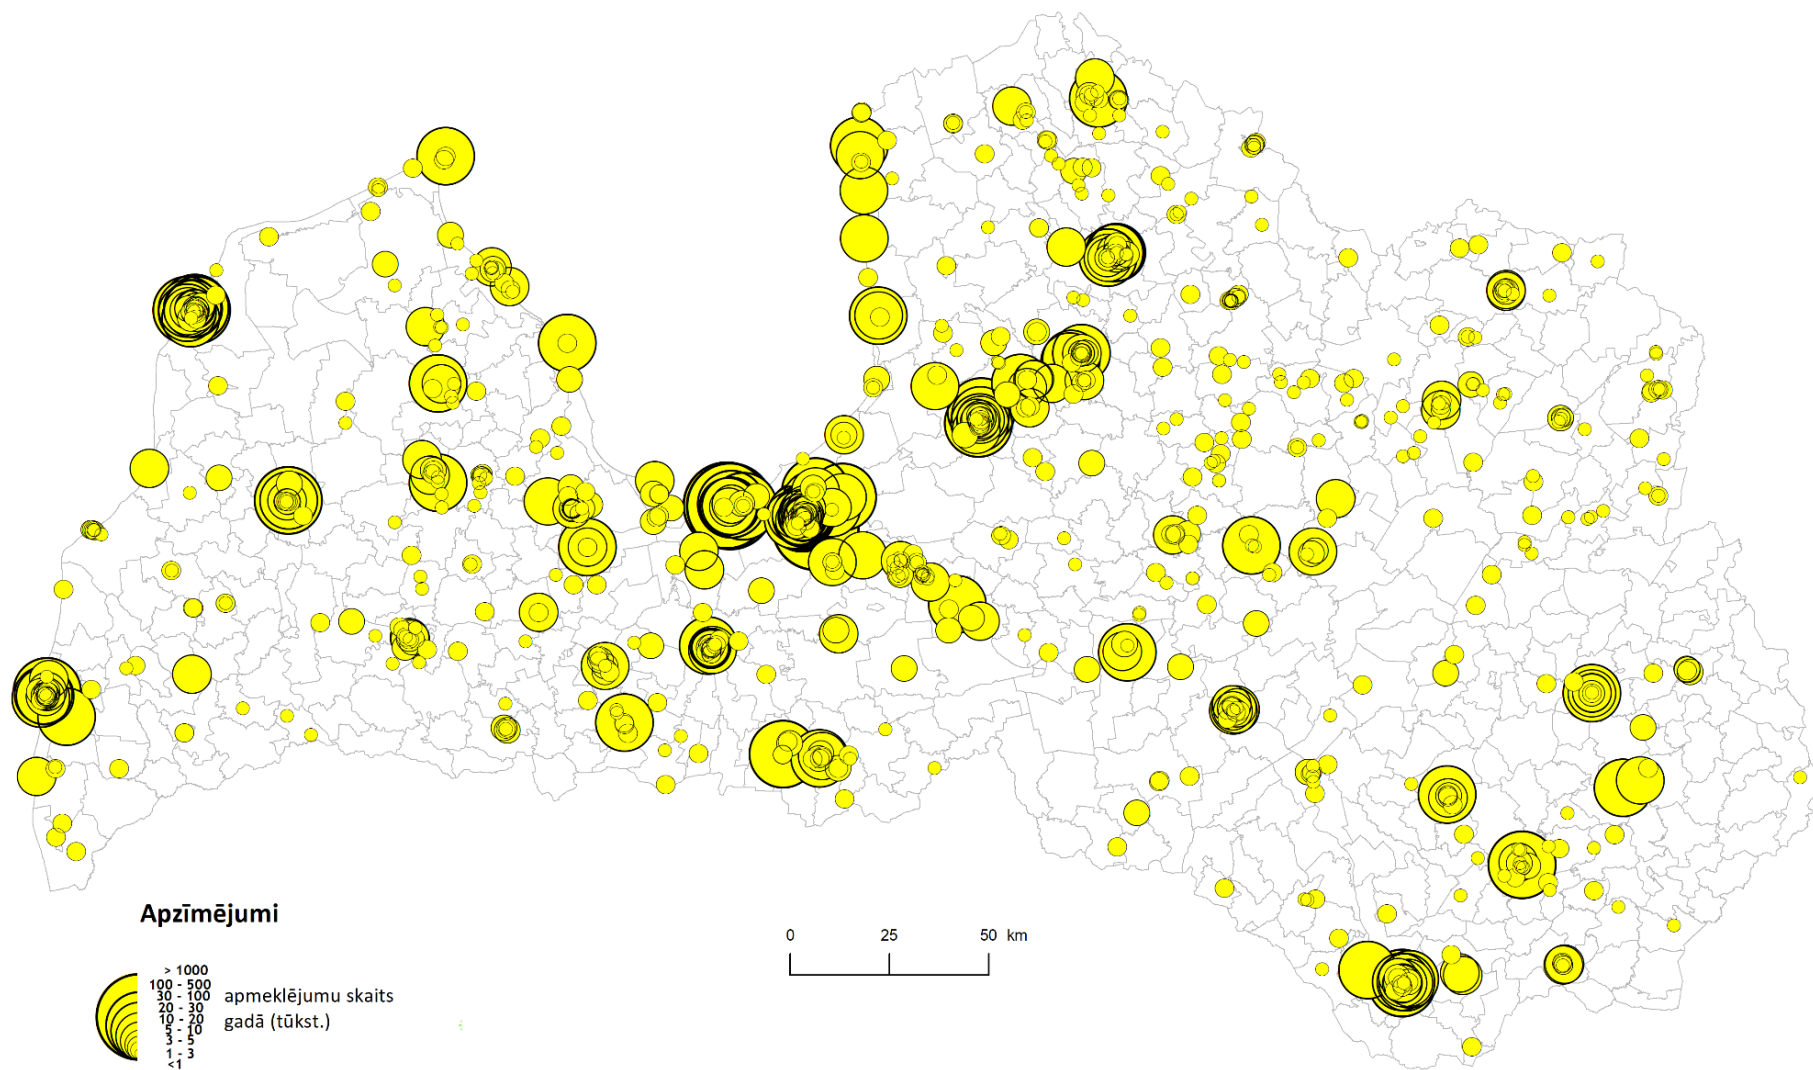 0 25 50 km
Apzīmējumi
> 1000
100 - 500
30 - 100
20 - 30
10 - 20
5 - 10
3 - 5
1 - 3
<1
apmeklējumu skaits
gadā (tūkst.)